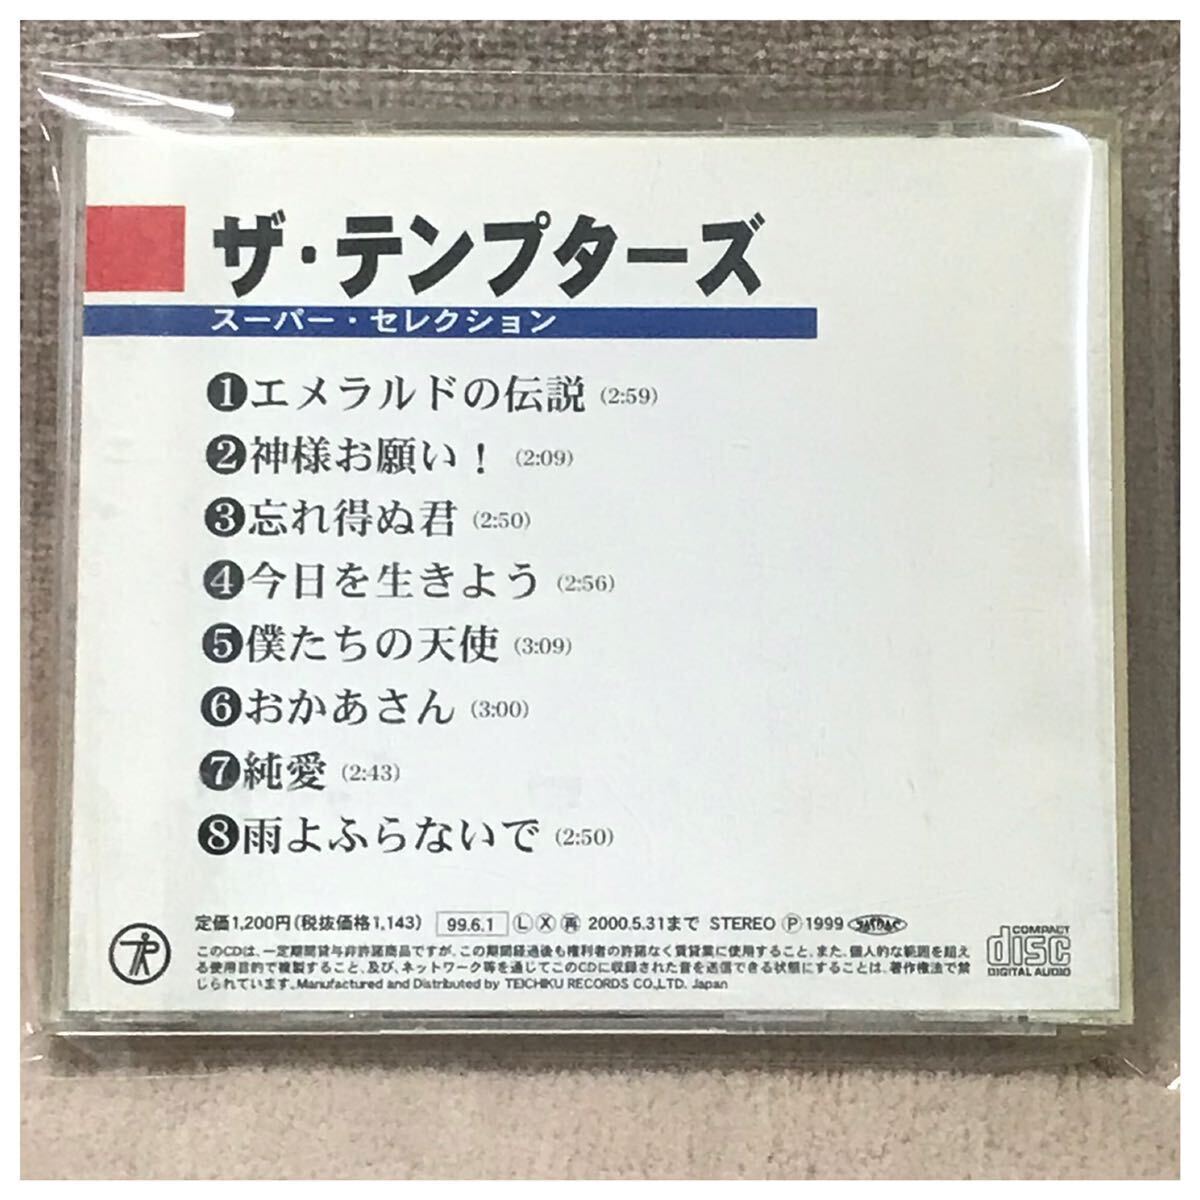 ザ・テンプターズ
スーパー・セレクション
❶エメラルドの伝説 (2:59)
❷神様お願い！ (2:09)
❸忘れ得ぬ君 (2:50)
❹今日を生きよう (2:56)
❺僕たちの天使 (3:09)
❻おかあさん (3:00)
❼純愛 (2:43)
❽雨よふらないで (2:50)
定価1,200円(税抜価格1,143) 99.6.1 Ⓛ Ⓧ ㊥ 2000.5.31まで STEREO Ⓟ 1999
このCDは、一定期間貸与非許諾商品ですが、この期間経過後も権利者の許諾なく賃貸業に使用すること、また、個人的な範囲を超え
る使用目的で複製すること、及び、ネットワーク等を通じてこのCDに収録された音を送信できる状態にすることは、著作権法で禁
じられています。Manufactured and Distributed by TEICHIKU RECORDS CO.,LTD. Japan
COMPACT
disc
DIGITAL AUDIO